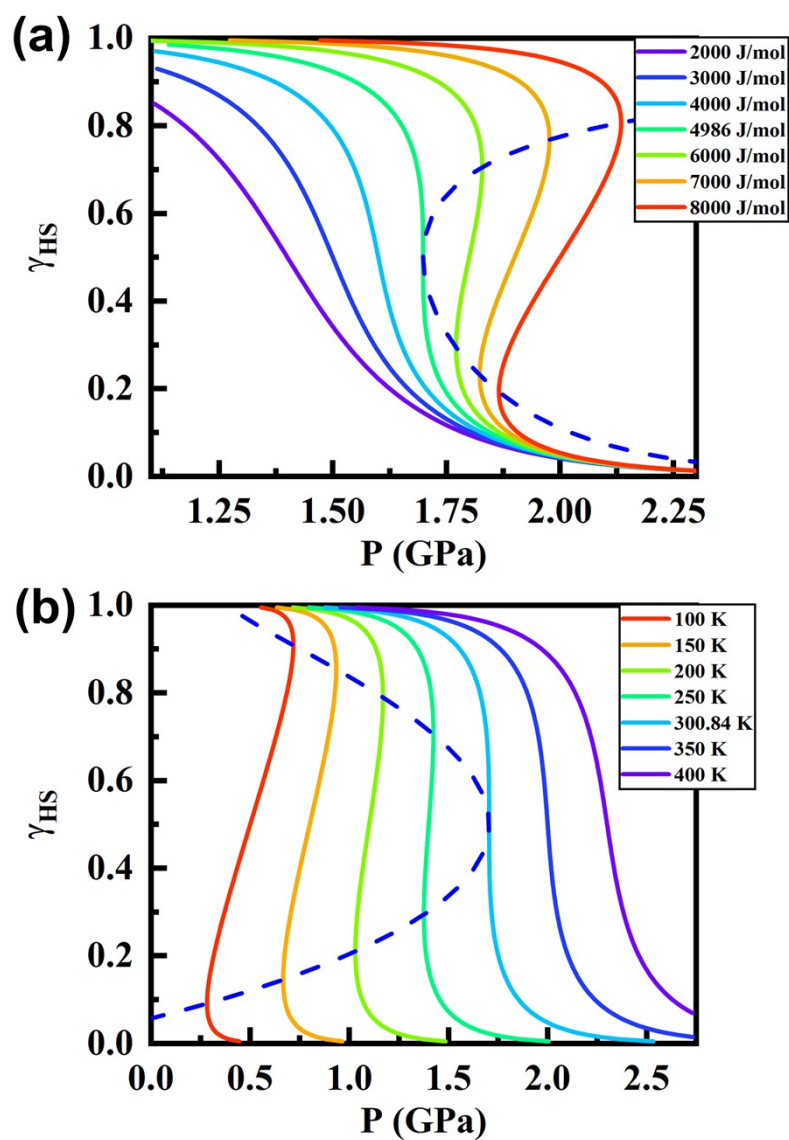 (a)
1.0
0.8
0.6
0.4
0.2
0.0
γHS
2000 J/mol
3000 J/mol
4000 J/mol
4986 J/mol
6000 J/mol
7000 J/mol
8000 J/mol
1.25 1.50 1.75 2.00 2.25
P (GPa)
(b)
1.0
0.8
0.6
0.4
0.2
0.0
γHS
100 K
150 K
200 K
250 K
300.84 K
350 K
400 K
0.0 0.5 1.0 1.5 2.0 2.5
P (GPa)